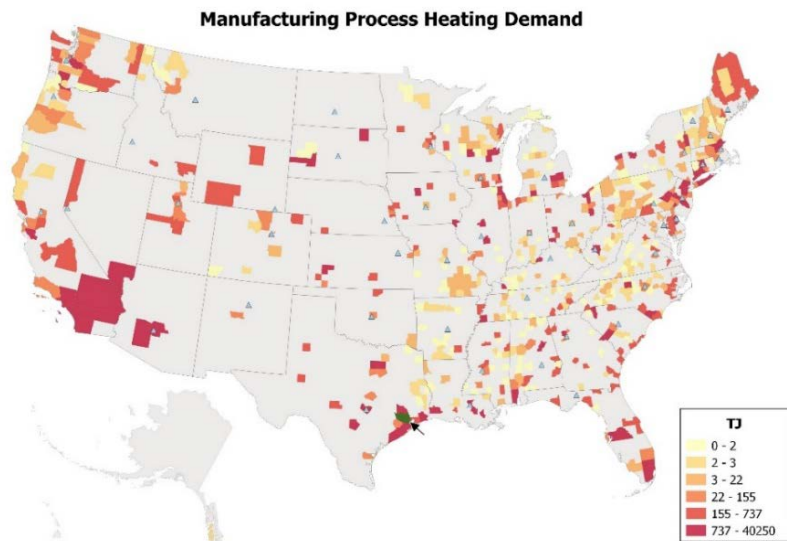 Manufacturing Process Heating Demand
TJ
0 - 2
2 - 3
3 - 22
22 - 155
155 - 737
737 - 40250